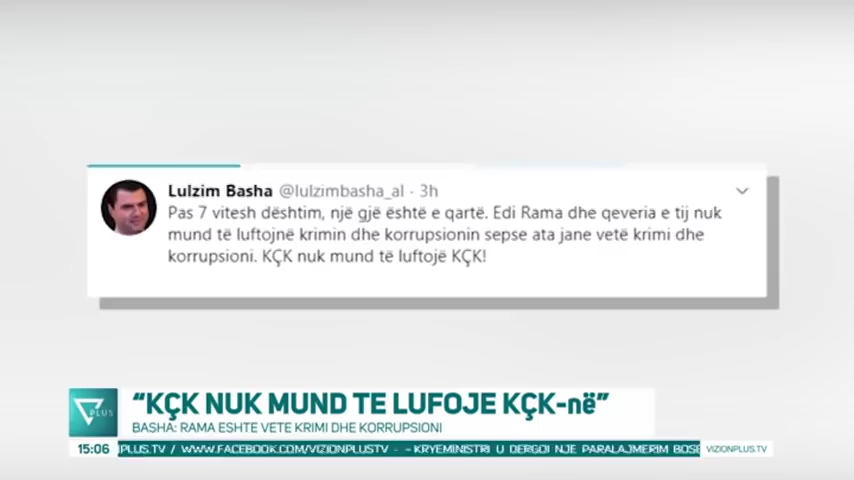 Lulzim Basha @lulzimbasha_al · 3h
Pas 7 vitesh dështim, një gjë është e qartë. Edi Rama dhe qeveria e tij nuk
mund të luftojnë krimin dhe korrupsionin sepse ata jane vetë krimi dhe
korrupsioni. KÇK nuk mund të luftojë KÇK!
PLUS
“KÇK NUK MUND TE LUFOJE KÇK-në”
BASHA: RAMA ESHTE VETE KRIMI DHE KORRUPSIONI
15:06 PLUS.TV / WWW.FACEBOOK.COM/VIZIONPLUSTV - - KRYEMINISTRI U DERGOI NJE PARALAJMERIM BOSE VIZIONPLUS.TV